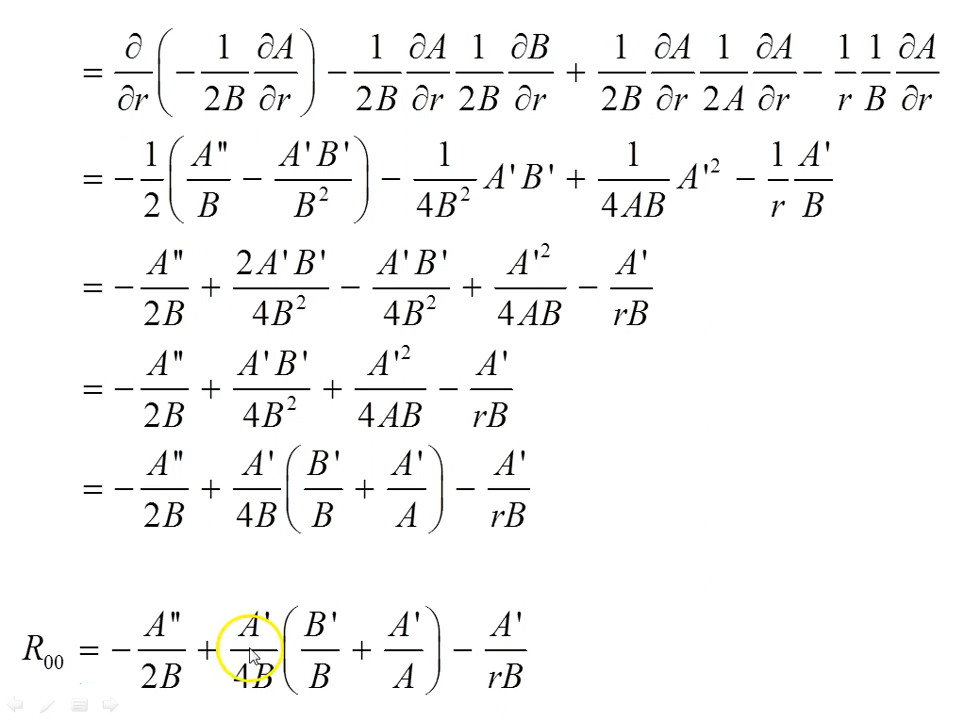 = ∂/∂r ( − 1/2B ∂A/∂r ) − 1/2B ∂A/∂r 1/2B ∂B/∂r + 1/2B ∂A/∂r 1/2A ∂A/∂r − 1/r 1/B ∂A/∂r
= − 1/2 ( A''/B − A'B'/B² ) − 1/4B² A'B' + 1/4AB A'² − 1/r A'/B
= − A''/2B + 2A'B'/4B² − A'B'/4B² + A'²/4AB − A'/rB
= − A''/2B + A'B'/4B² + A'²/4AB − A'/rB
= − A''/2B + A'/4B ( B'/B + A'/A ) − A'/rB
R₀₀ = − A''/2B + A'/4B ( B'/B + A'/A ) − A'/rB